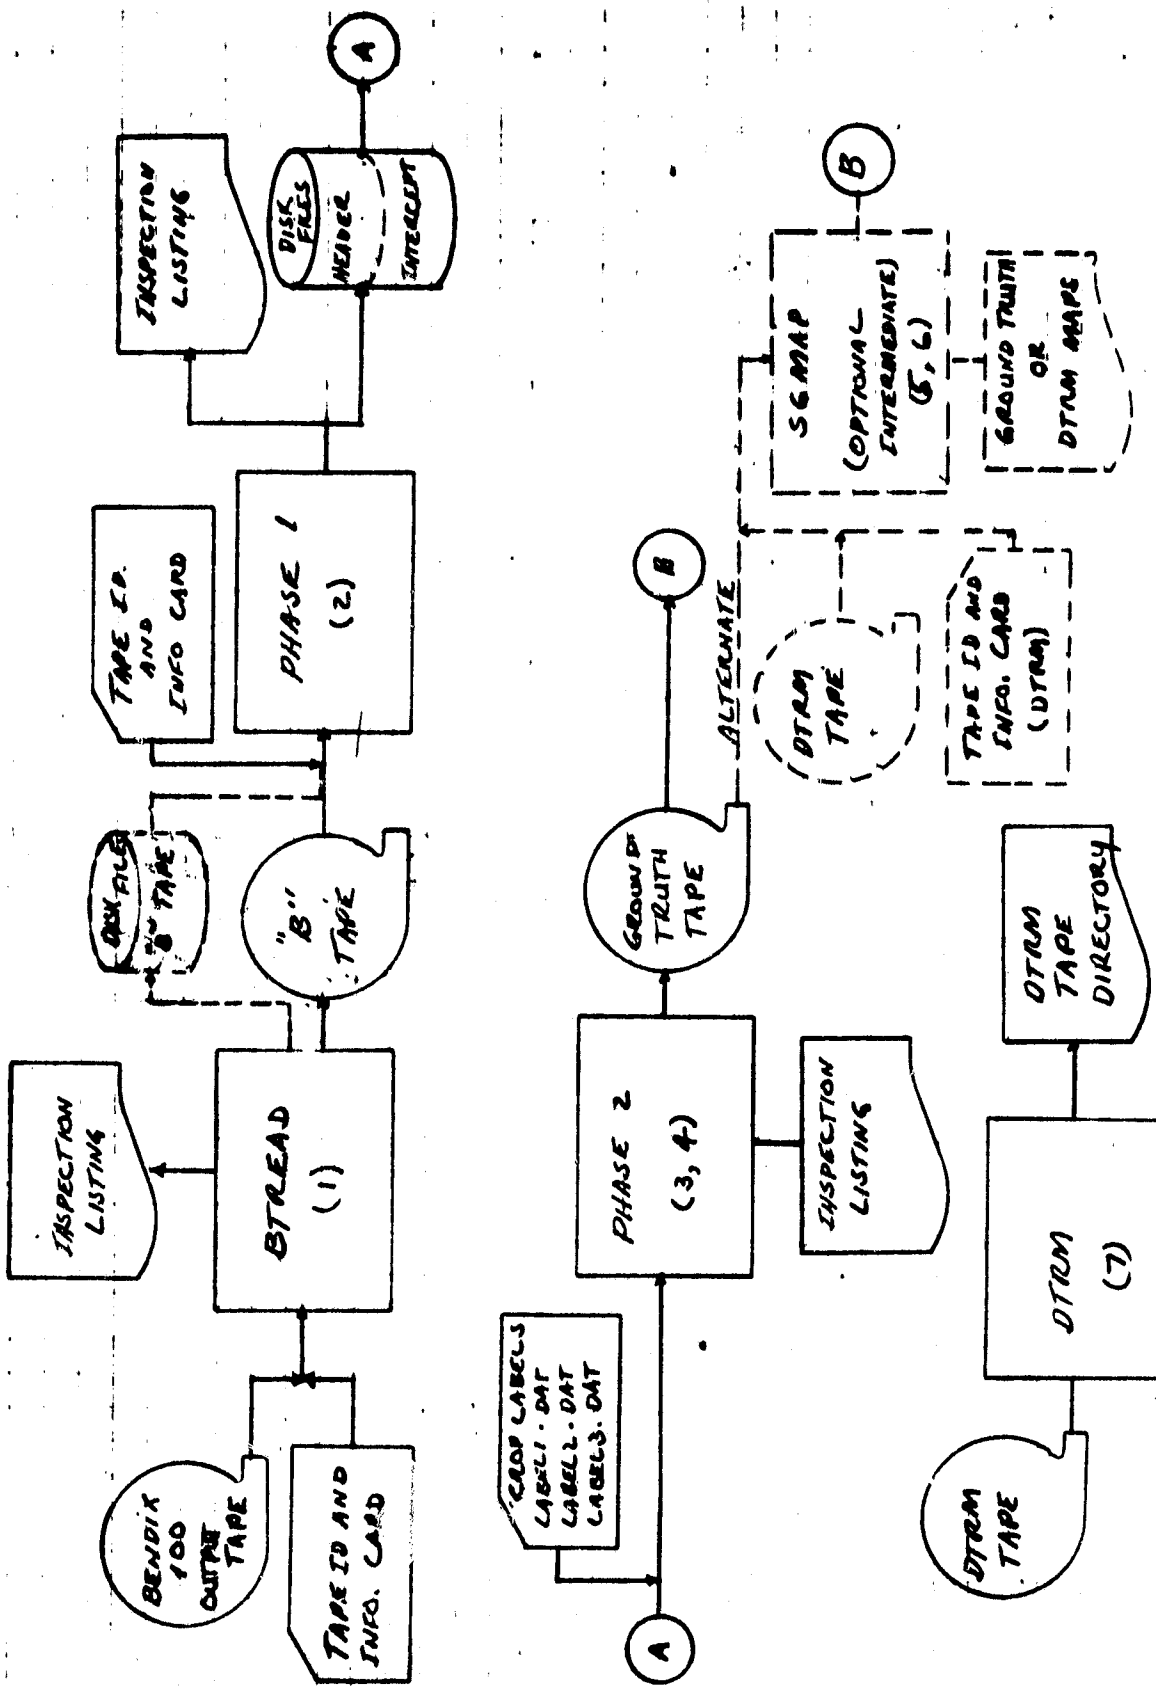 BENDIX
100
OUTPUT
TAPE
TAPE ID AND
INFO. CARD
INSPECTION
LISTING
BTREAD
(1)
DISK FILE
"B" TAPE
"B"
TAPE
TAPE ID.
AND
INFO CARD
PHASE 1
(2)
INSPECTION
LISTING
DISK
FILES
HEADER
INTERCEPT
A
A
CROP LABELS
LABEL1.DAT
LABEL2.DAT
LABEL3.DAT
PHASE 2
(3, 4)
INSPECTION
LISTING
GROUND
TRUTH
TAPE
B
ALTERNATE
DTRM
TAPE
TAPE ID AND
INFO. CARD
(DTRM)
SGMAP
(OPTIONAL
INTERMEDIATE)
(5, 6)
B
GROUND TRUTH
OR
DTRM MAPS
DTRM
TAPE
DTRM
(7)
DTRM
TAPE
DIRECTORY